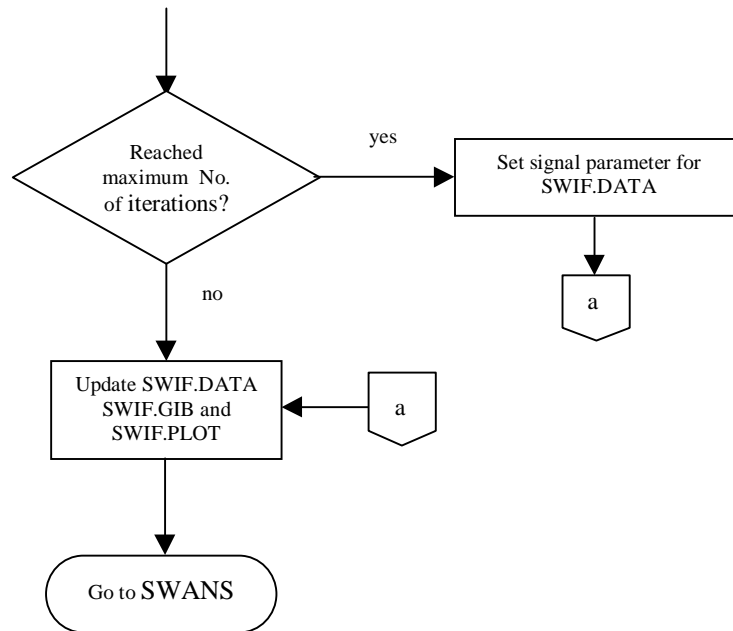 yes
Reached
maximum No.
of iterations?
Set signal parameter for
SWIF.DATA
a
no
Update SWIF.DATA
SWIF.GIB and
SWIF.PLOT
a
Go to SWANS